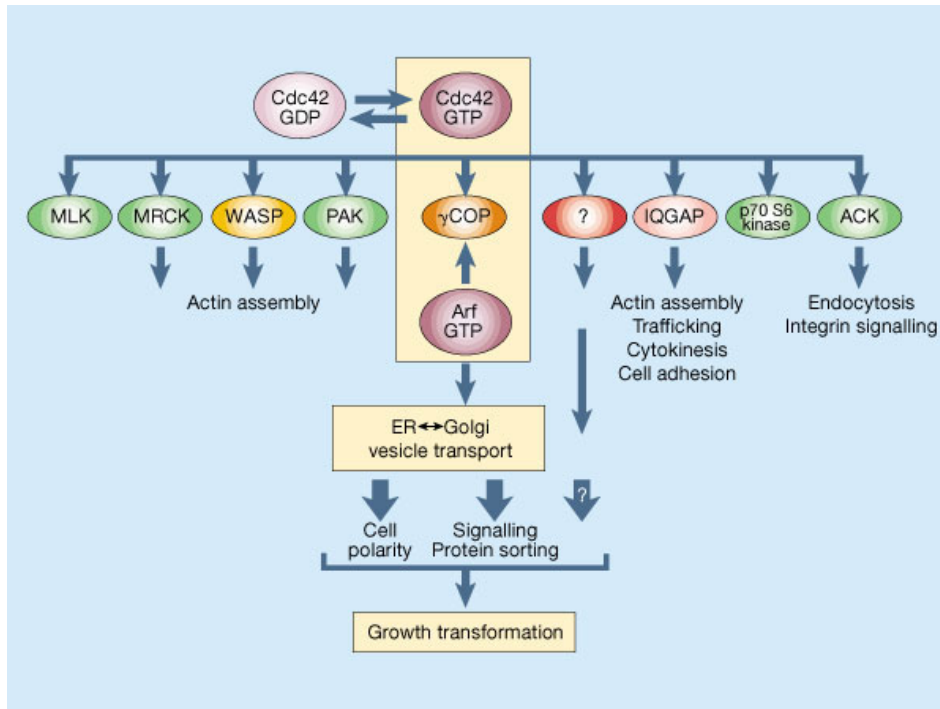 Cdc42
GDP
Cdc42
GTP
MLK
MRCK
WASP
PAK
γCOP
?
IQGAP
p70 S6
kinase
ACK
Actin assembly
Arf
GTP
Actin assembly
Trafficking
Cytokinesis
Cell adhesion
Endocytosis
Integrin signalling
ER↔Golgi
vesicle transport
?
Cell
polarity
Signalling
Protein sorting
Growth transformation